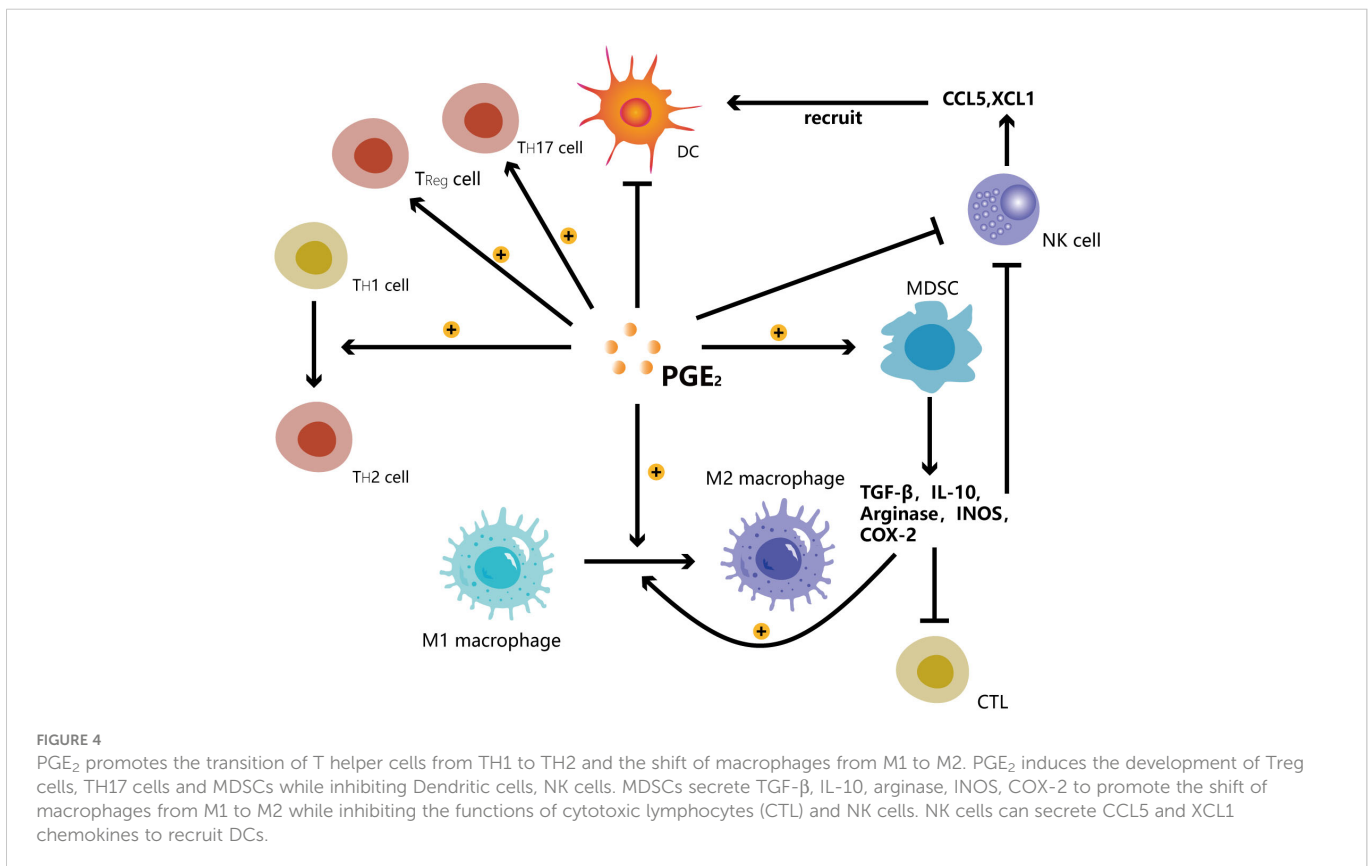 CCL5,XCL1
recruit
TH17 cell
DC
TReg cell
NK cell
TH1 cell
MDSC
+
+
+
+
PGE₂
TH2 cell
+
M2 macrophage
TGF-β, IL-10,
Arginase, INOS,
COX-2
M1 macrophage
+
CTL
FIGURE 4
PGE₂ promotes the transition of T helper cells from TH1 to TH2 and the shift of macrophages from M1 to M2. PGE₂ induces the development of Treg
cells, TH17 cells and MDSCs while inhibiting Dendritic cells, NK cells. MDSCs secrete TGF-β, IL-10, arginase, INOS, COX-2 to promote the shift of
macrophages from M1 to M2 while inhibiting the functions of cytotoxic lymphocytes (CTL) and NK cells. NK cells can secrete CCL5 and XCL1
chemokines to recruit DCs.